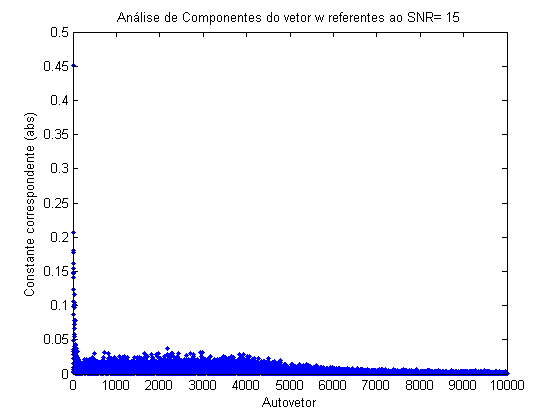 Análise de Componentes do vetor w referentes ao SNR= 15
0.5
0.45
0.4
0.35
0.3
0.25
0.2
0.15
0.1
0.05
0
Constante correspondente (abs)
0 1000 2000 3000 4000 5000 6000 7000 8000 9000 10000
Autovetor